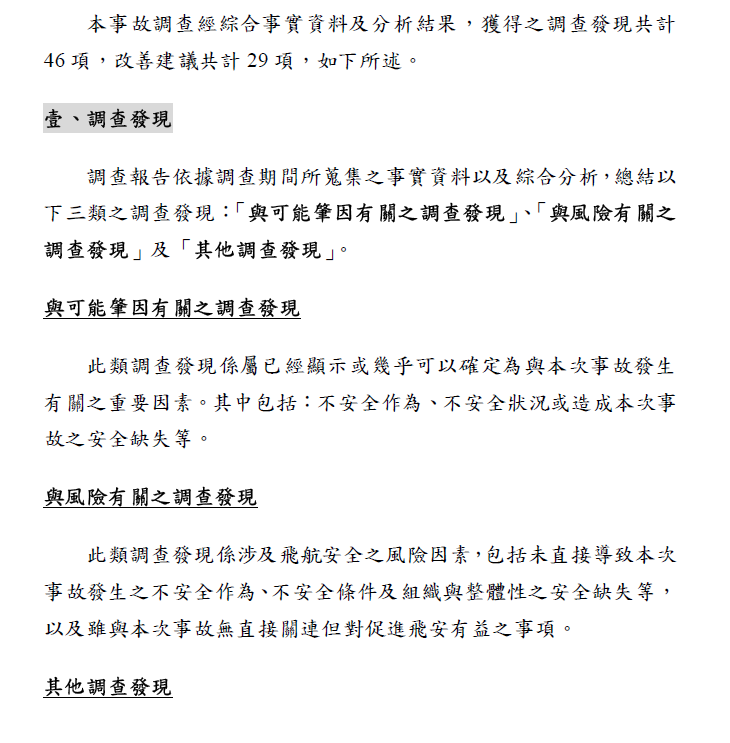 本事故調查經綜合事實資料及分析結果，獲得之調查發現共計
46 項，改善建議共計 29 項，如下所述。
壹、調查發現
調查報告依據調查期間所蒐集之事實資料以及綜合分析，總結以
下三類之調查發現：「與可能肇因有關之調查發現」、「與風險有關之
調查發現」及「其他調查發現」。
與可能肇因有關之調查發現
此類調查發現係屬已經顯示或幾乎可以確定為與本次事故發生
有關之重要因素。其中包括：不安全作為、不安全狀況或造成本次事
故之安全缺失等。
與風險有關之調查發現
此類調查發現係涉及飛航安全之風險因素，包括未直接導致本次
事故發生之不安全作為、不安全條件及組織與整體性之安全缺失等，
以及雖與本次事故無直接關連但對促進飛安有益之事項。
其他調查發現